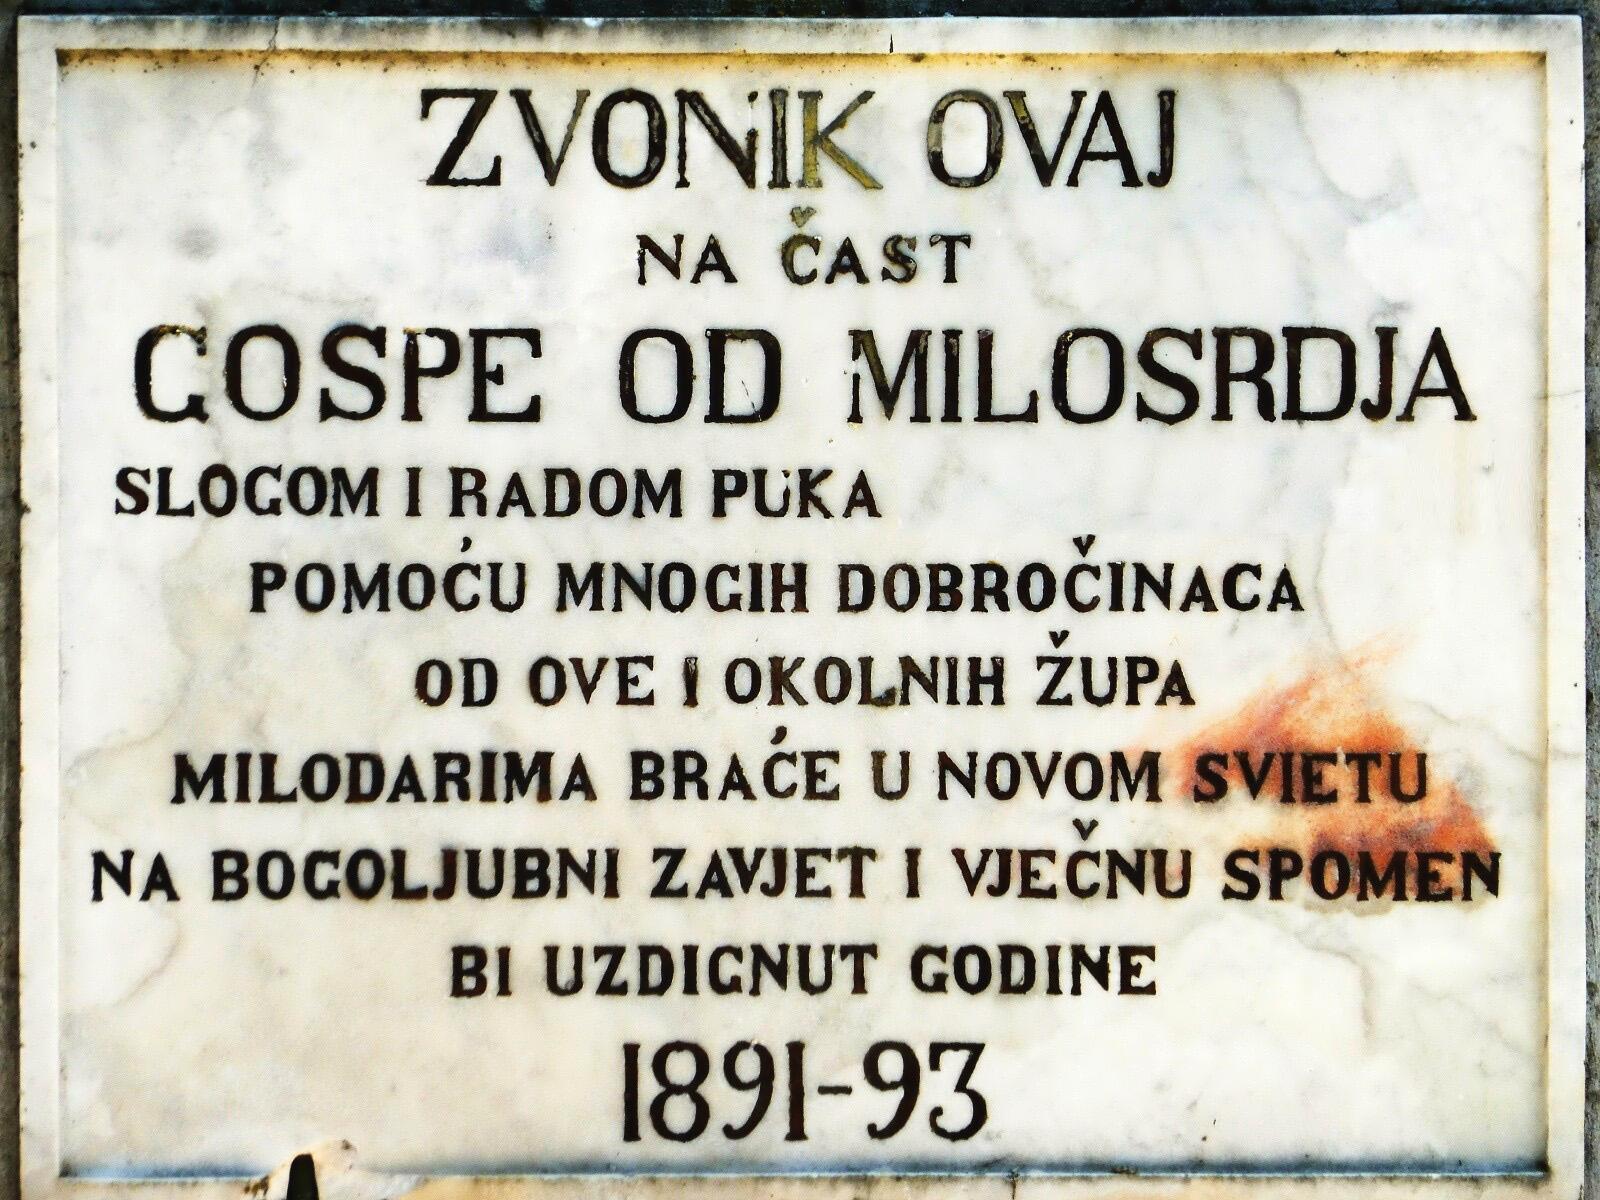 ZVONIK OVAJ
NA ČAST
GOSPE OD MILOSRDJA
SLOGOM I RADOM PUKA
POMOĆU MNOGIH DOBROČINACA
OD OVE I OKOLNIH ŽUPA
MILODARIMA BRAĆE U NOVOM SVIETU
NA BOGOLJUBNI ZAVJET I VJEČNU SPOMEN
BI UZDIGNUT GODINE
1891-93